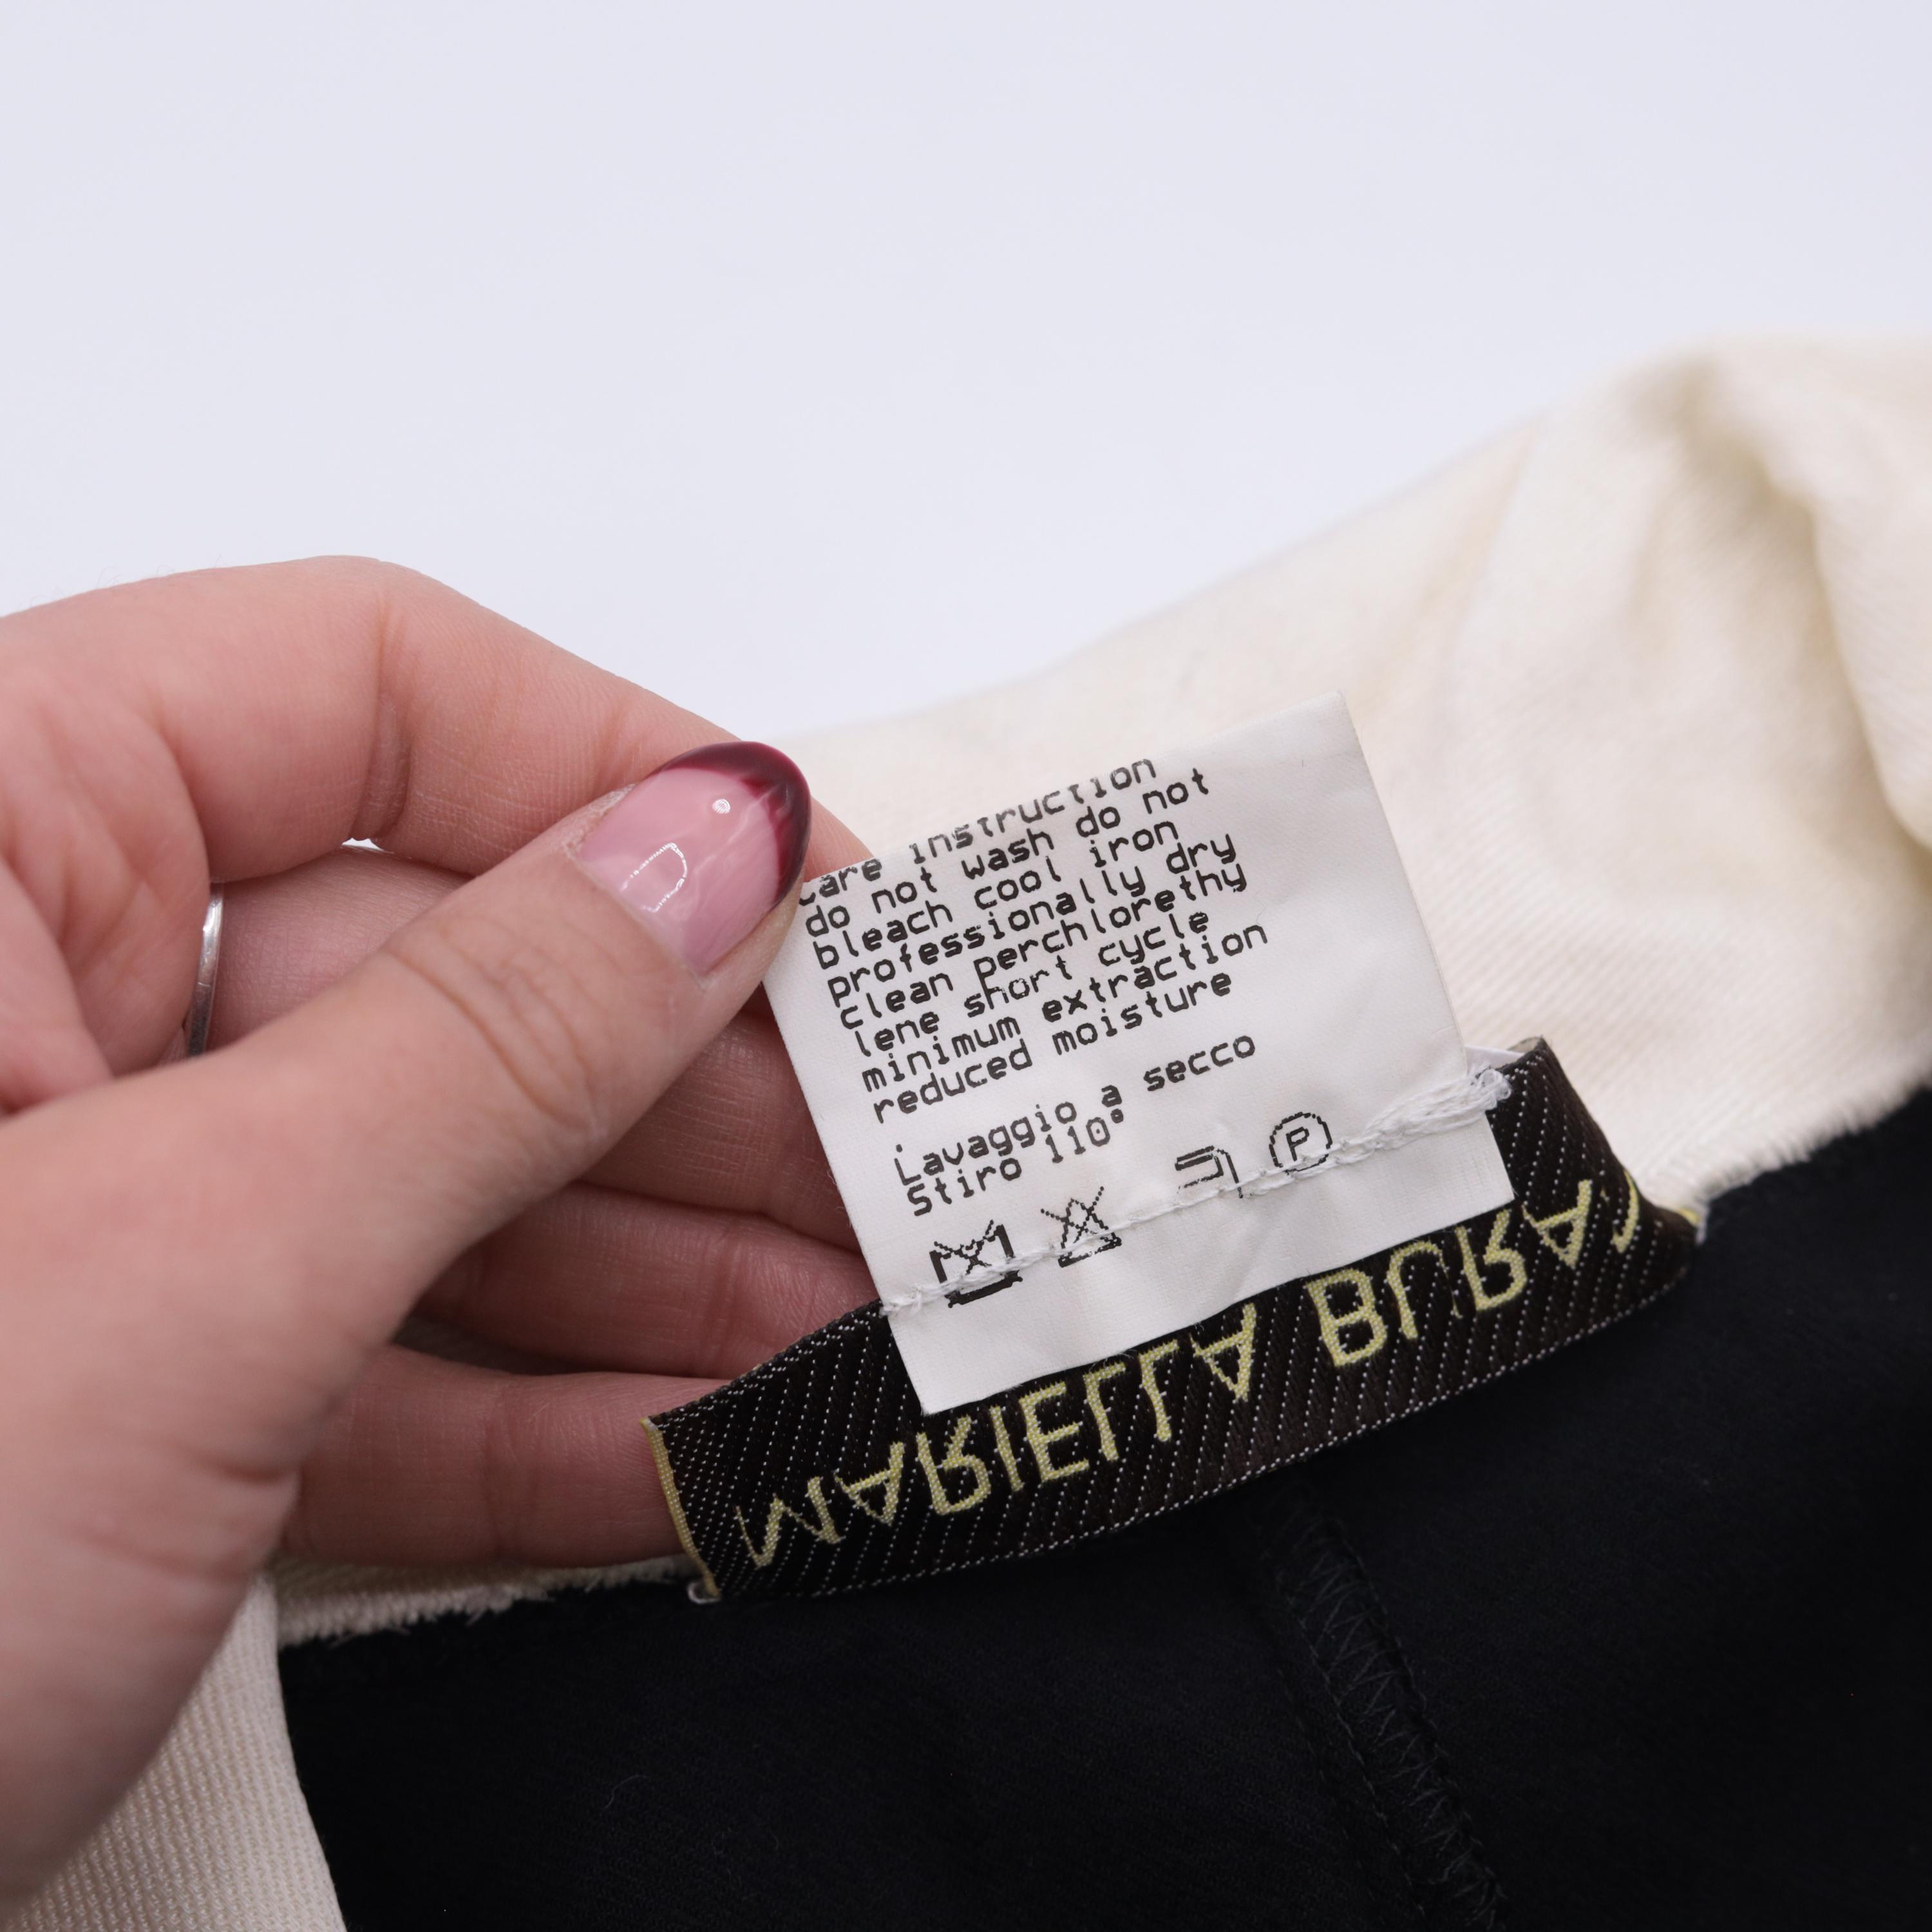 care instruction
do not wash do not
bleach cool iron
professionally dry
clean perchlorethy
lene short cycle
minimum extraction
reduced moisture
.
Lavaggio a secco
Stiro 110°
P
MARIELLA BURA